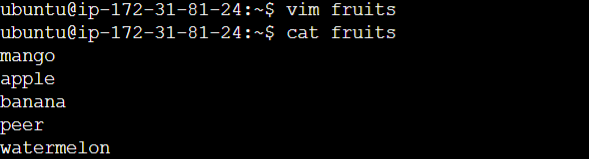 ubuntu@ip-172-31-81-24:~$ vim fruits
ubuntu@ip-172-31-81-24:~$ cat fruits
mango
apple
banana
peer
watermelon